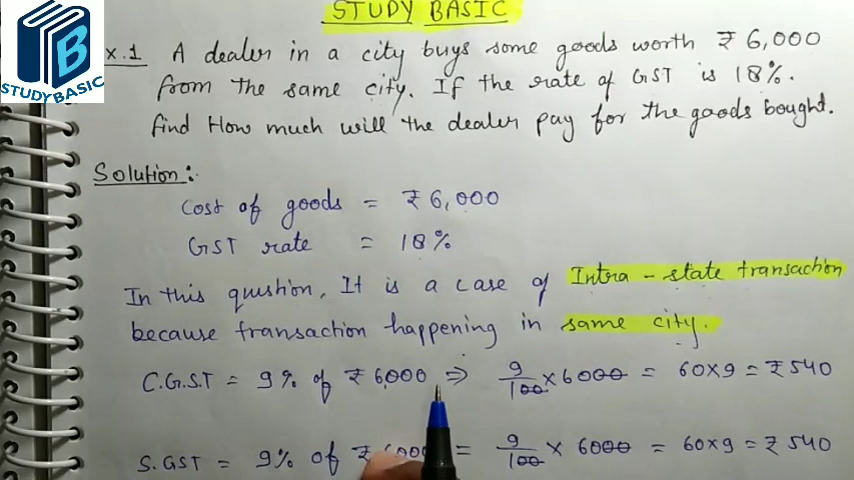 STUDY BASIC
B
STUDY BASIC
x.1 A dealer in a city buys some goods worth ₹ 6,000
from the same city. If the rate of GST is 18%.
find How much will the dealer pay for the goods bought.
Solution:
Cost of goods = ₹ 6,000
GST rate = 18%
In this question, It is a case of Intra-state transaction
because transaction happening in same city.
C.G.S.T = 9% of ₹ 6,000 ⇒ 9/100 × 6000 = 60×9 = ₹ 540
S.GST = 9% of ₹ 6,000 = 9/100 × 6000 = 60×9 = ₹ 540